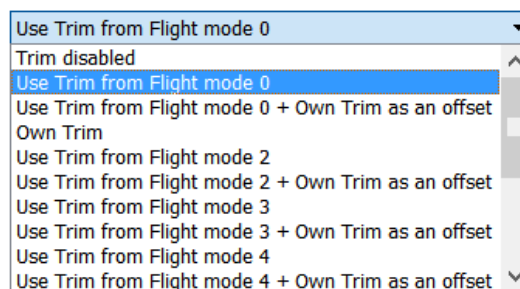 Use Trim from Flight mode 0
Trim disabled
Use Trim from Flight mode 0
Use Trim from Flight mode 0 + Own Trim as an offset
Own Trim
Use Trim from Flight mode 2
Use Trim from Flight mode 2 + Own Trim as an offset
Use Trim from Flight mode 3
Use Trim from Flight mode 3 + Own Trim as an offset
Use Trim from Flight mode 4
Use Trim from Flight mode 4 + Own Trim as an offset